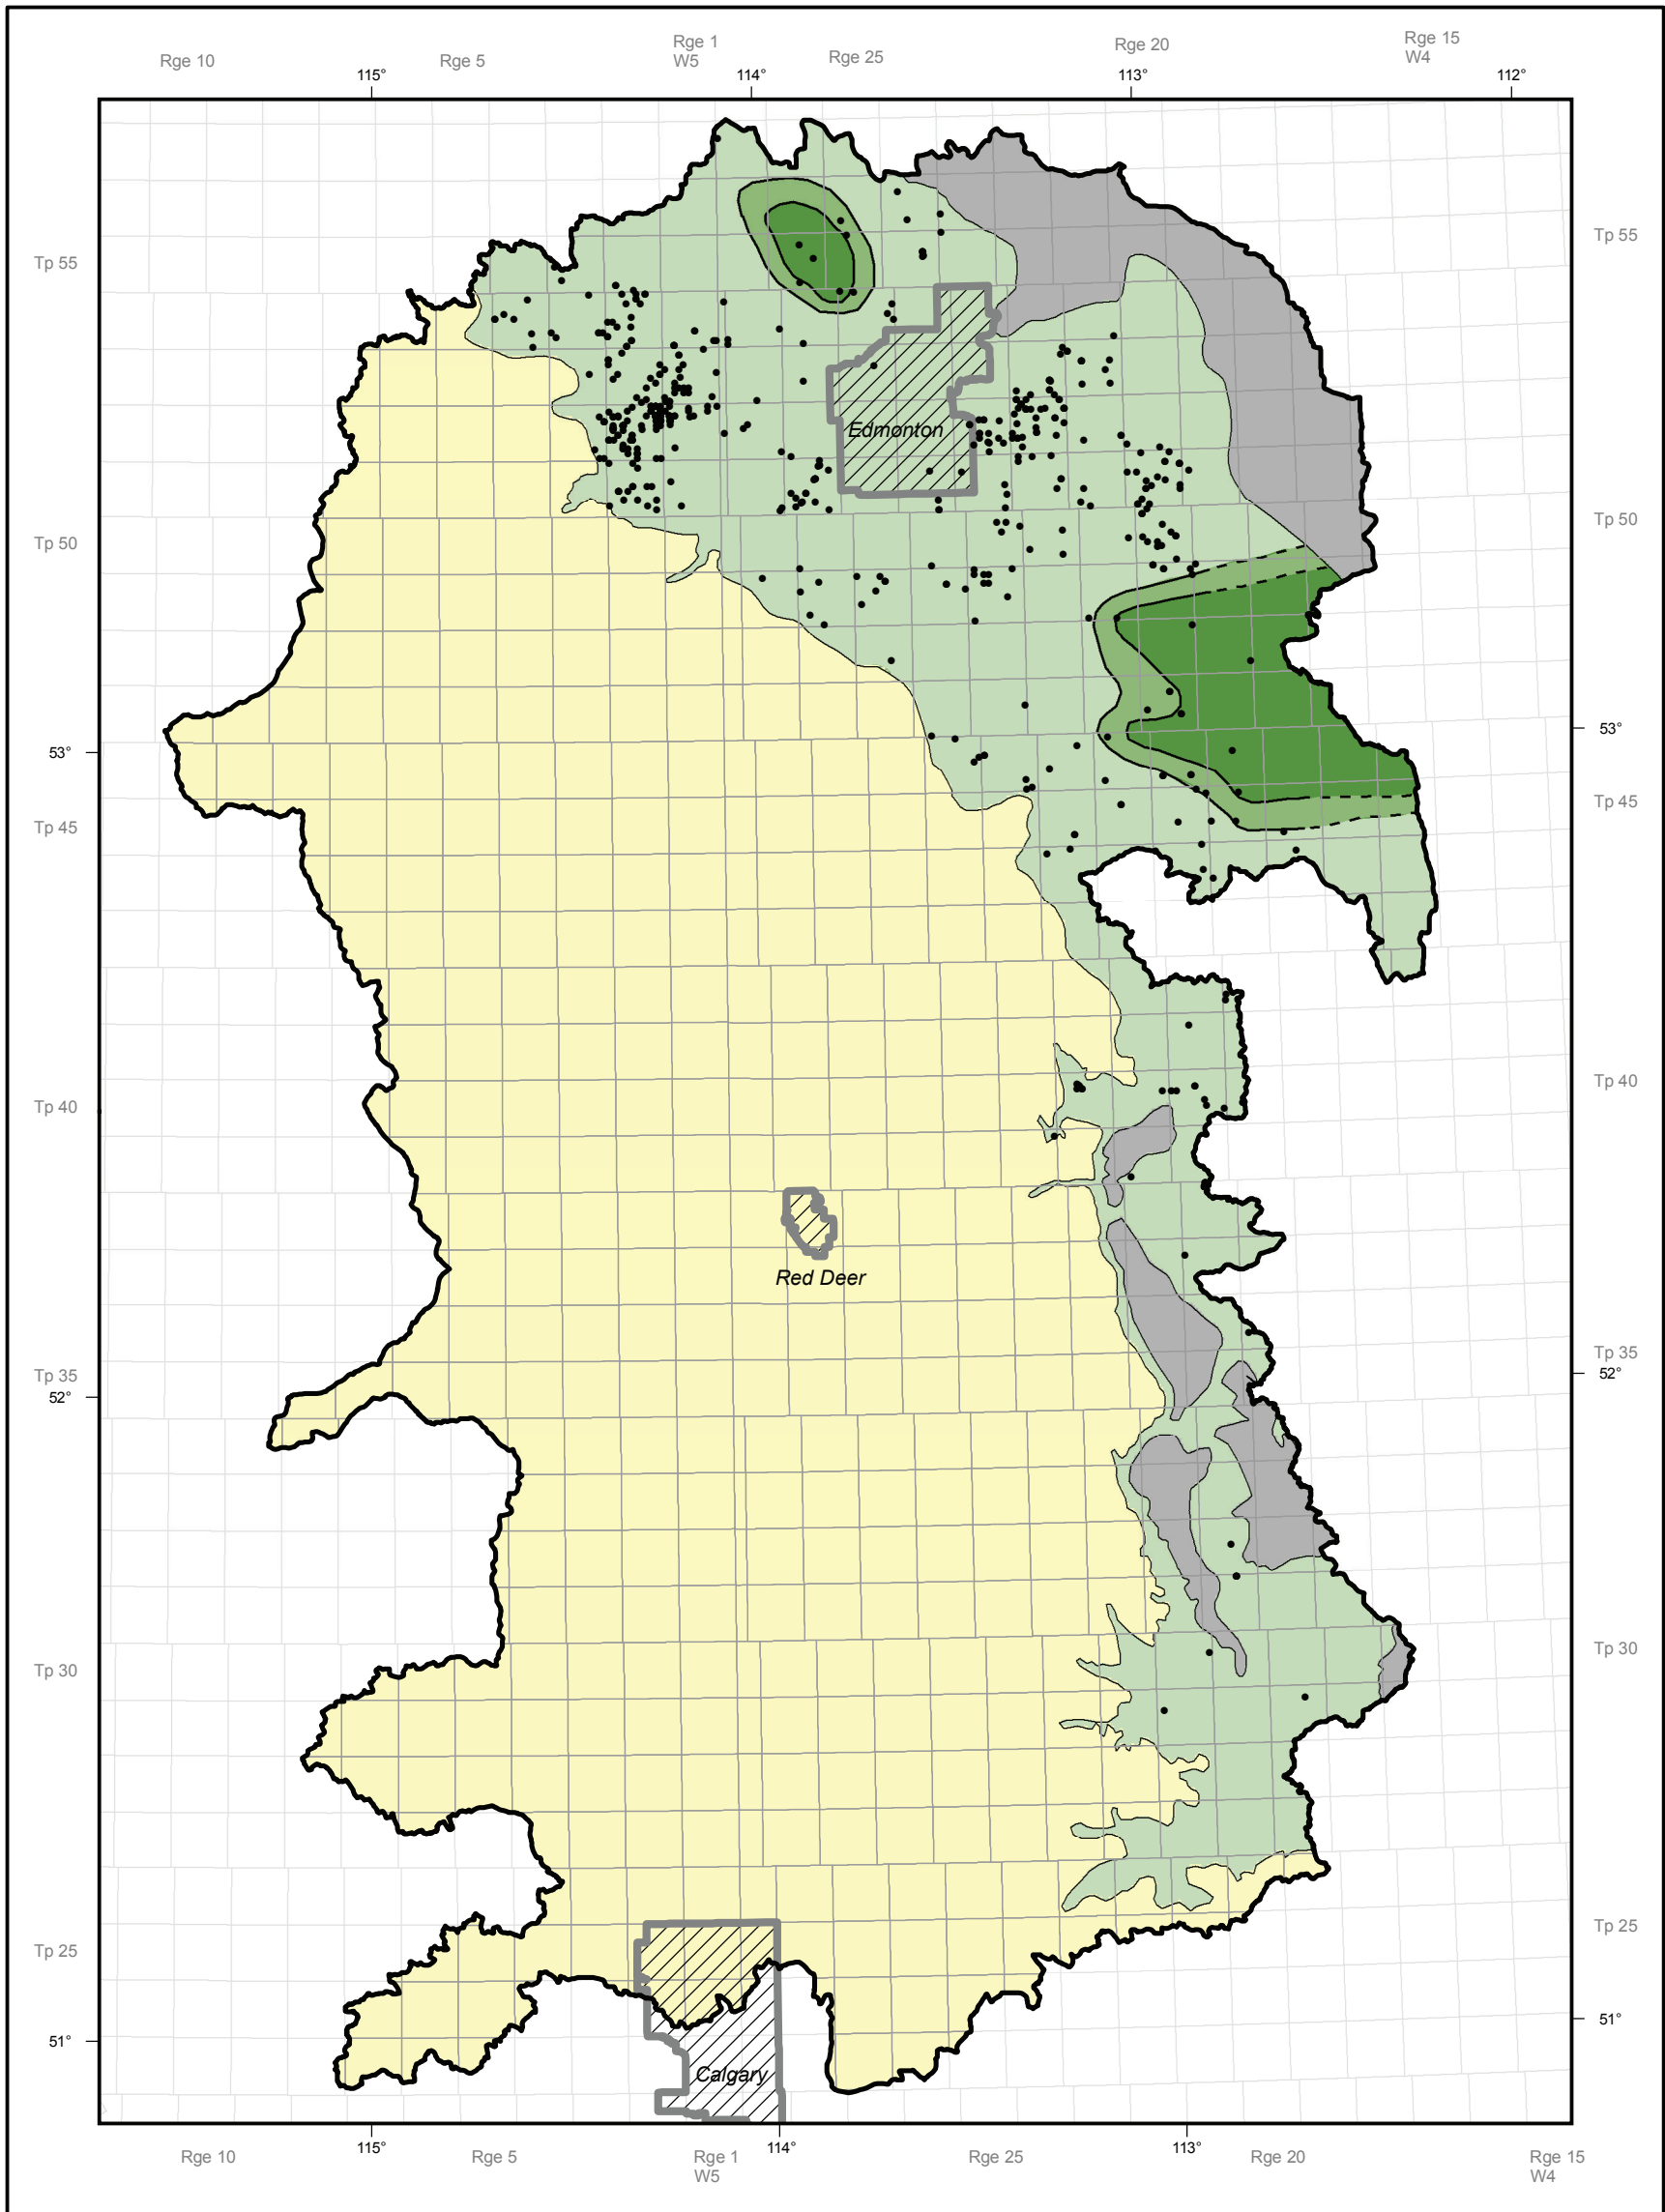 Rge 10
Rge 5
Rge 1
W5
Rge 25
Rge 20
Rge 15
W4
115°
114°
113°
112°
Tp 55
Tp 55
Edmonton
Tp 50
Tp 50
53°
53°
Tp 45
Tp 45
Tp 40
Tp 40
Red Deer
Tp 35
Tp 35
52°
52°
Tp 30
Tp 30
Tp 25
Tp 25
51°
51°
Calgary
115°
114°
113°
Rge 10
Rge 5
Rge 1
W5
Rge 25
Rge 20
Rge 15
W4